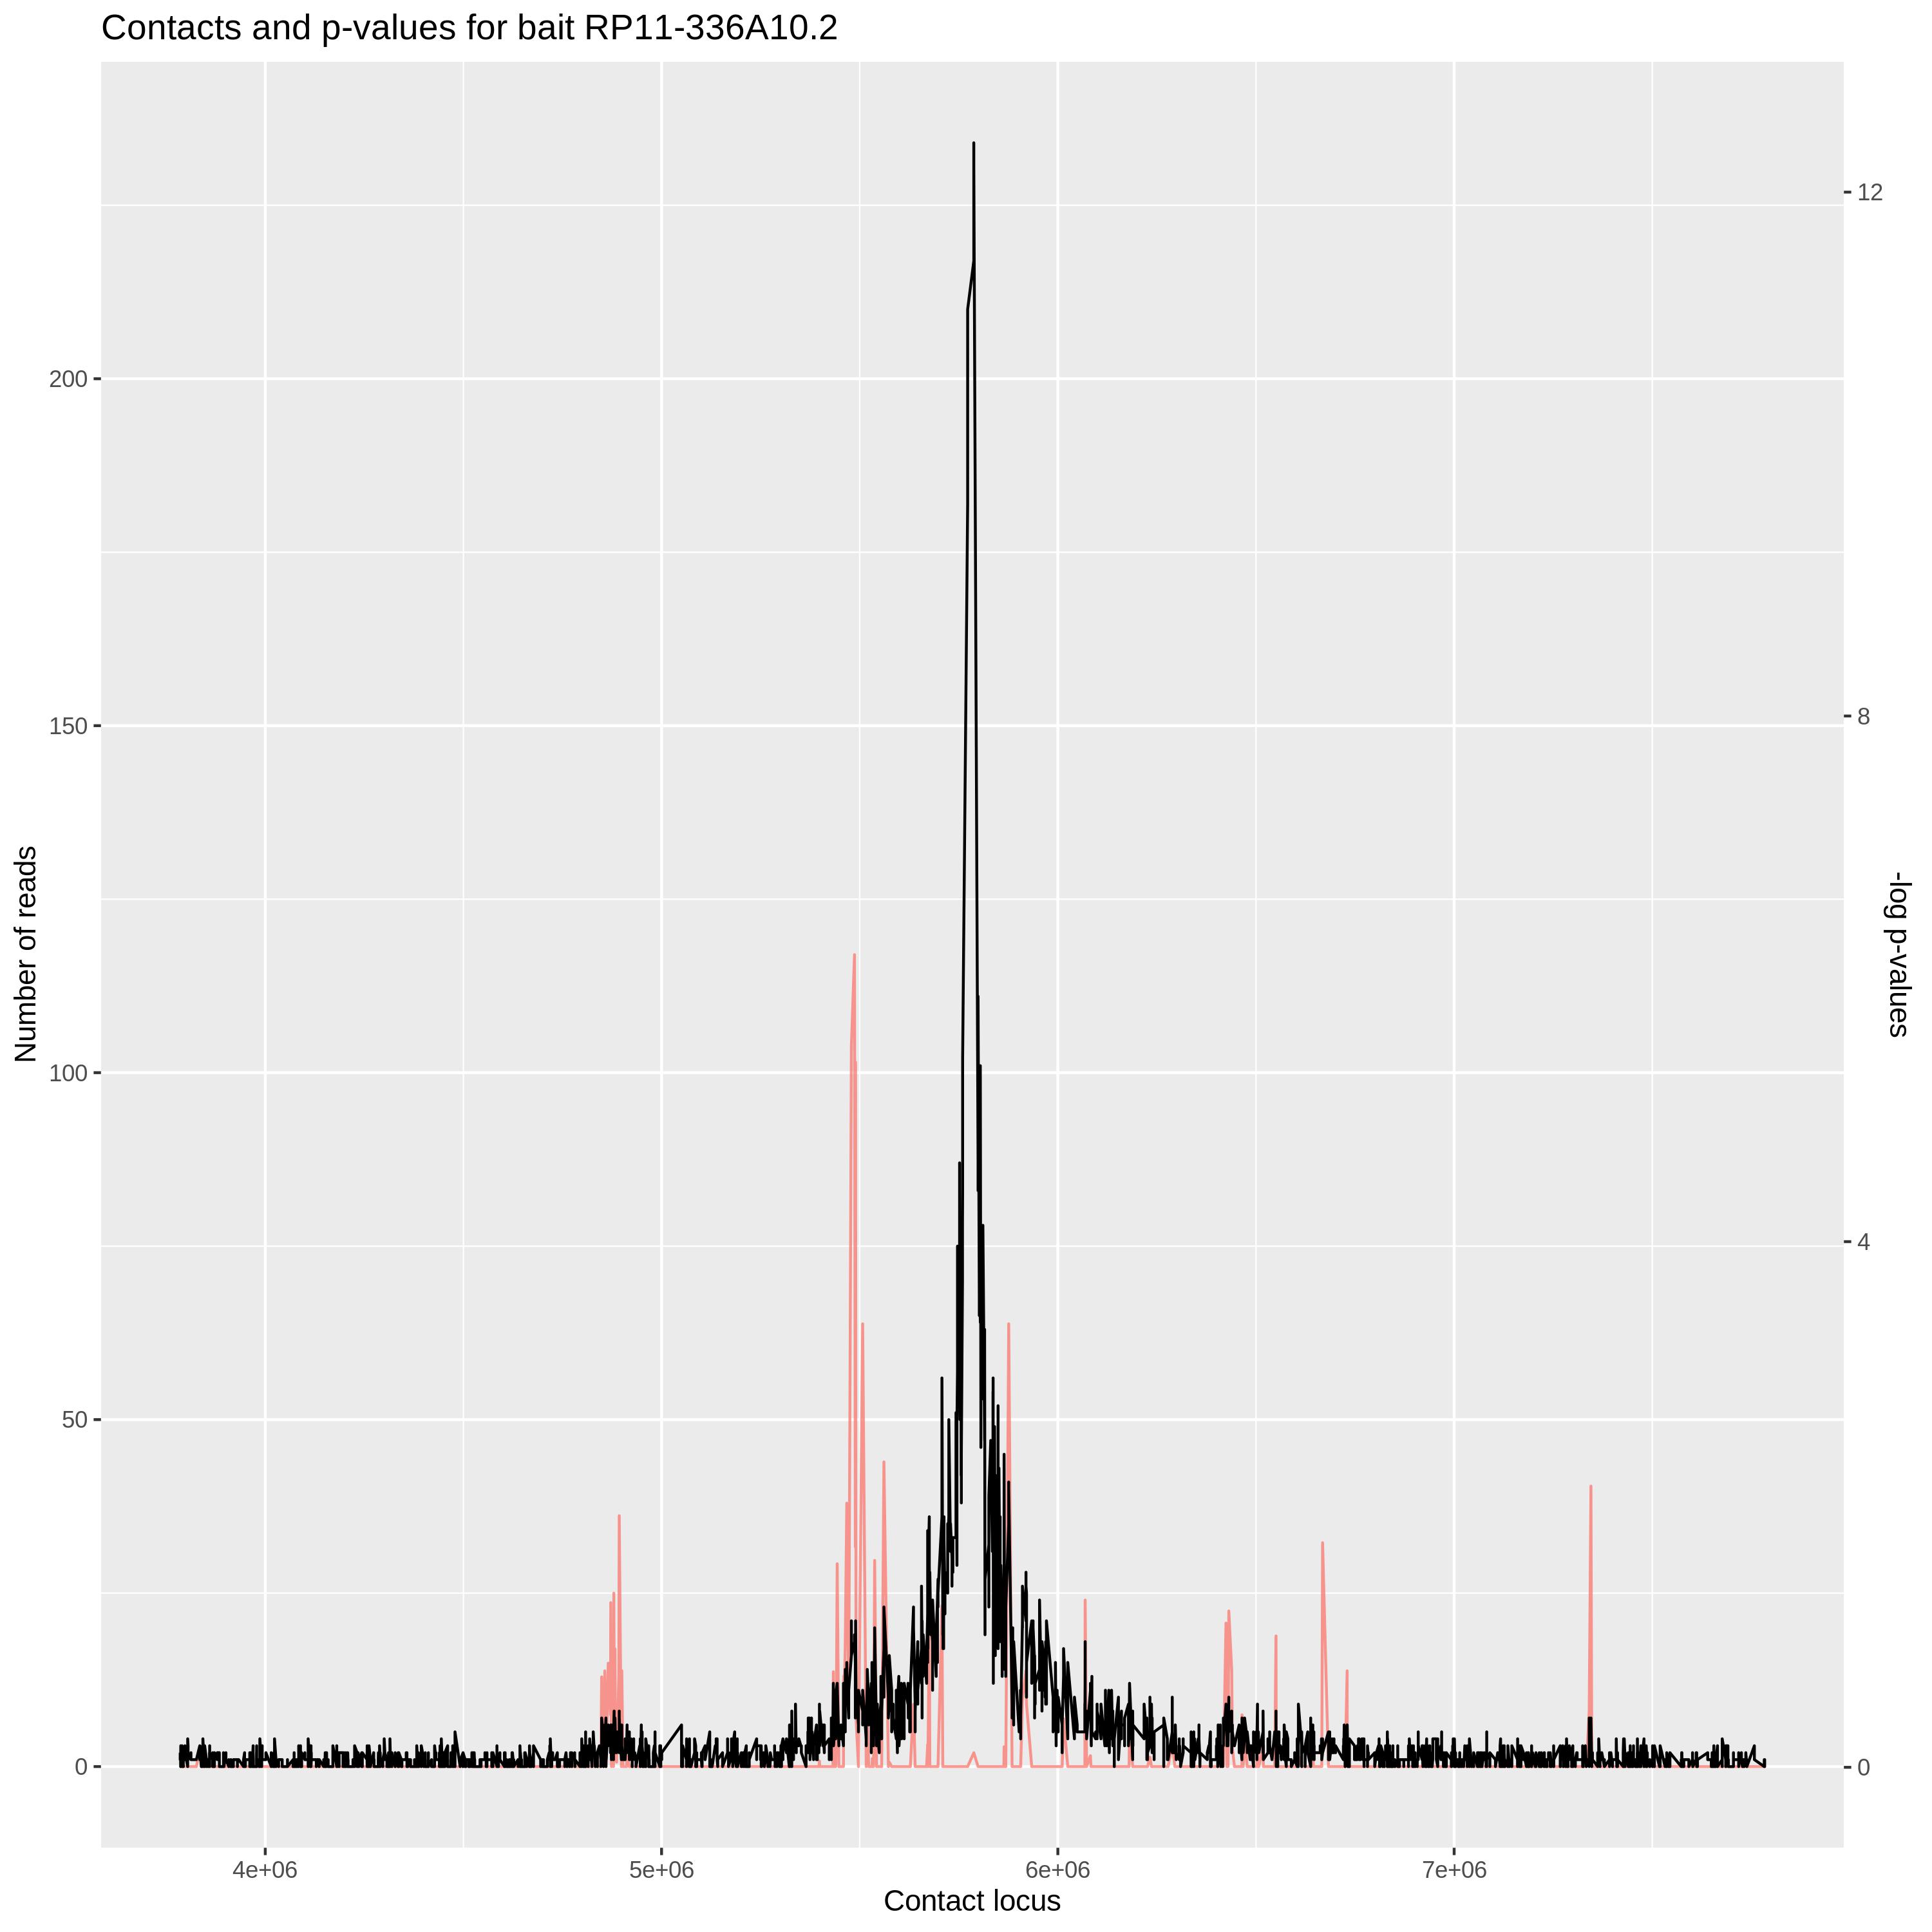 Contacts and p-values for bait RP11-336A10.2
Number of reads
200
150
100
50
0
12
8
4
0
-log p-values
4e+06
5e+06
6e+06
7e+06
Contact locus